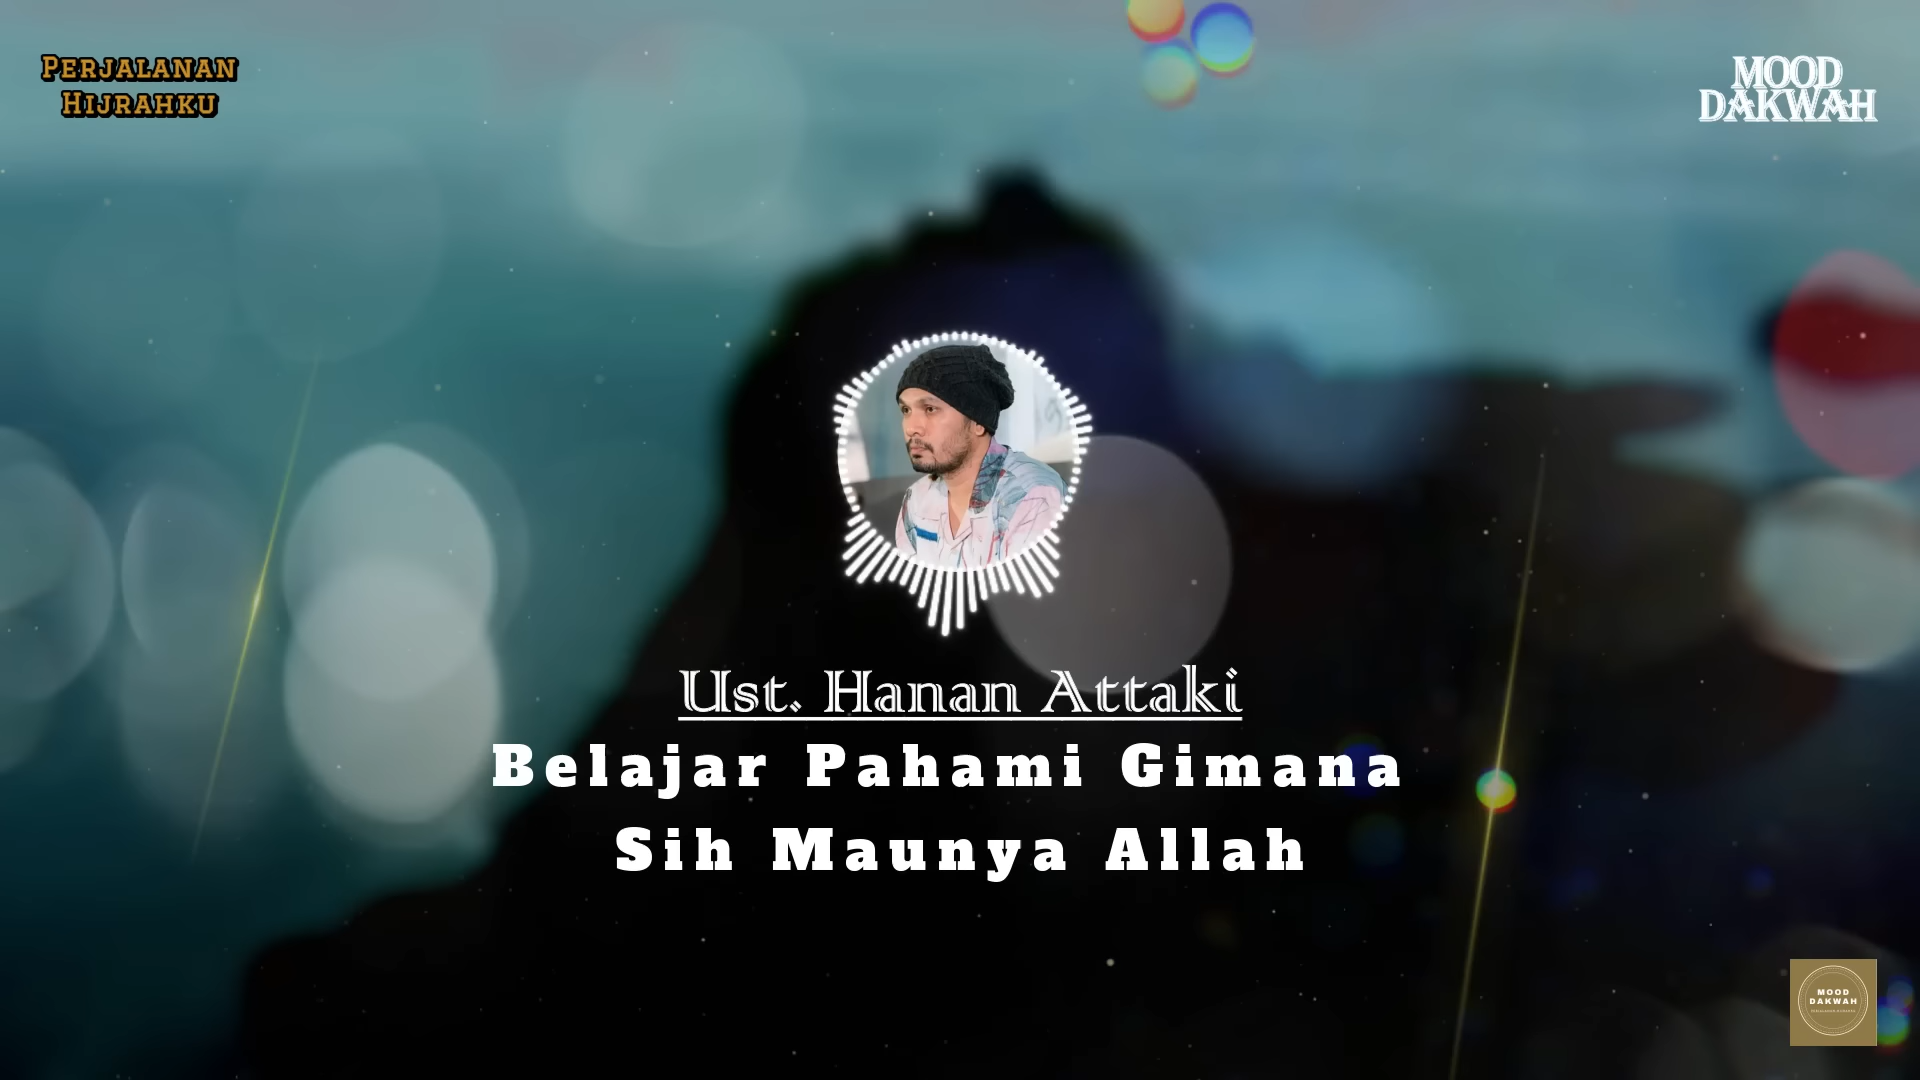 PERJALANAN
HIJRAHKU
MOOD
DAKWAH
Ust. Hanan Attaki
Belajar Pahami Gimana
Sih Maunya Allah
MOOD
DAKWAH